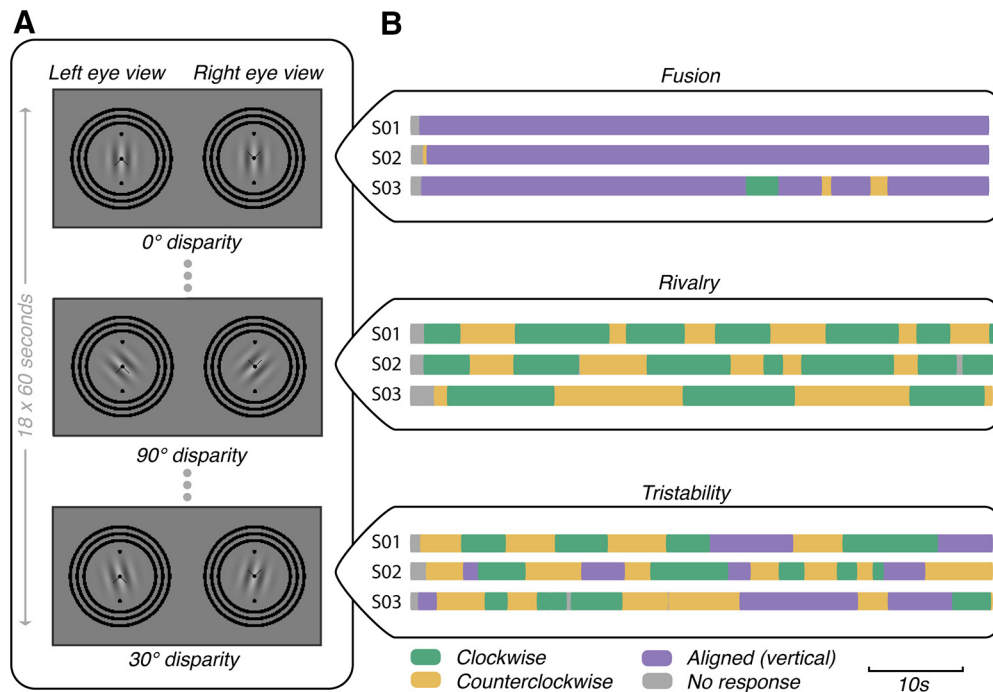 A
B
Left eye view
Right eye view
0° disparity
90° disparity
30° disparity
18 x 60 seconds
Fusion
S01
S02
S03
Rivalry
S01
S02
S03
Tristability
S01
S02
S03
Clockwise
Counterclockwise
Aligned (vertical)
No response
10s